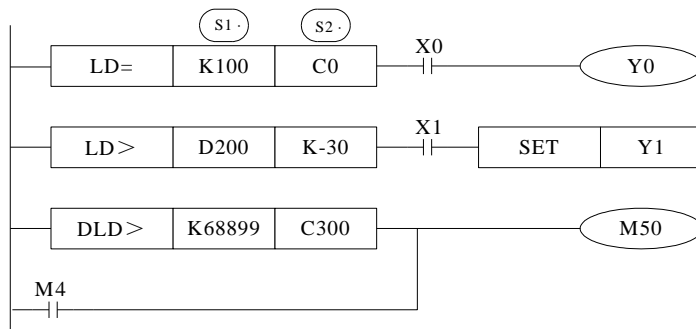 S1· S2·
LD= K100 C0 X0 Y0
LD＞ D200 K-30 X1 SET Y1
DLD＞ K68899 C300 M50
M4